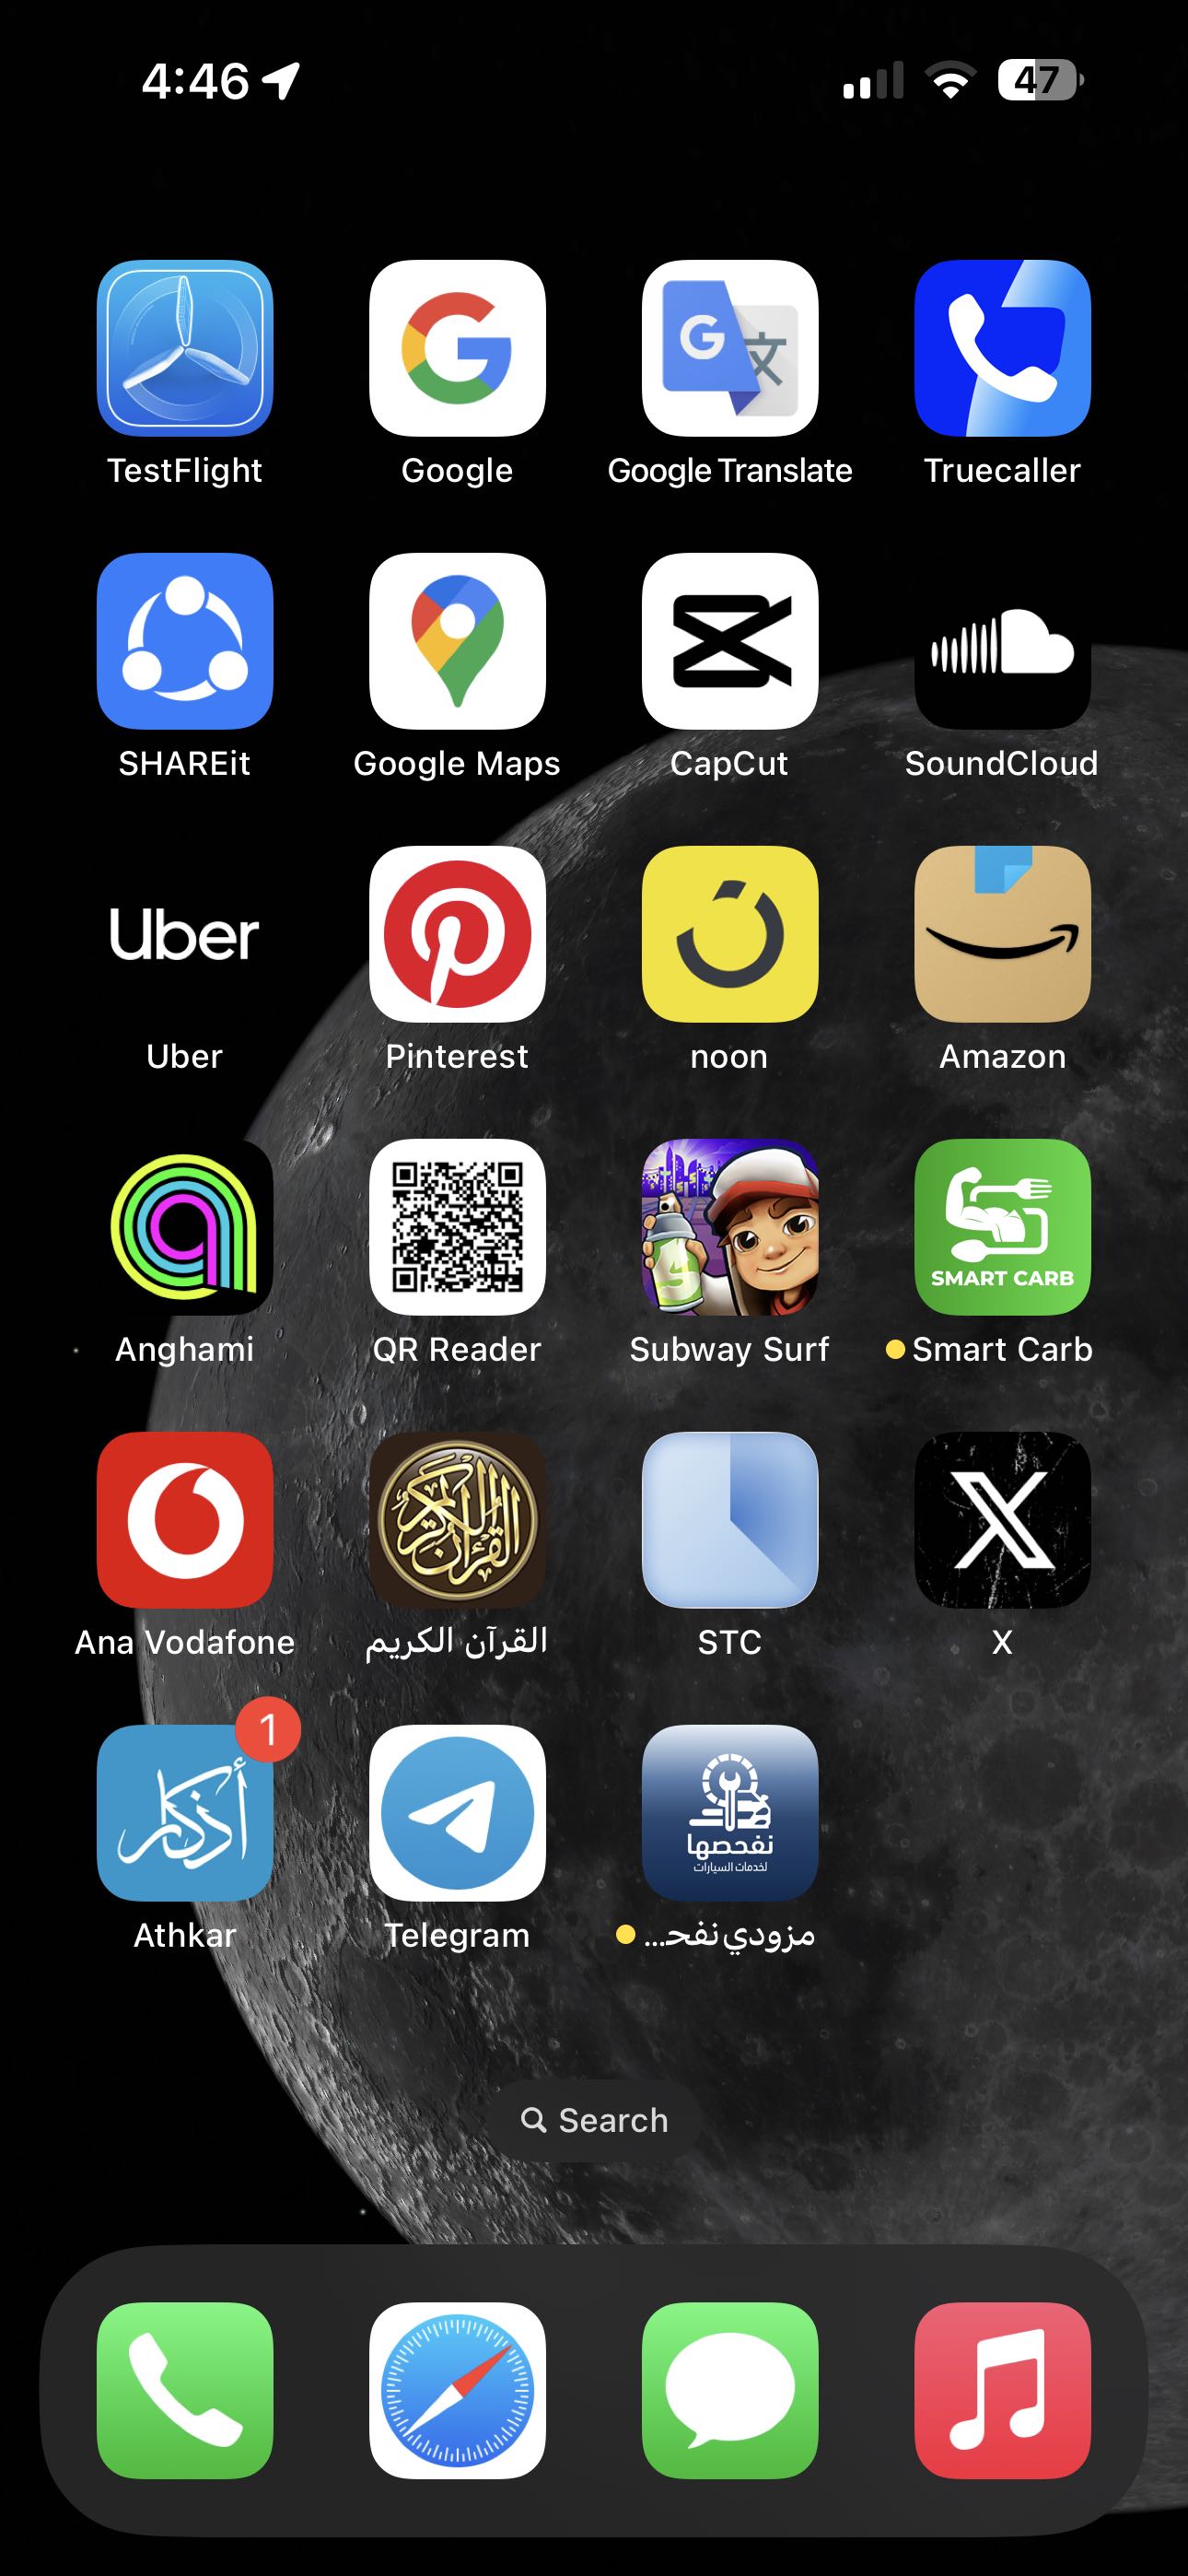 4:46
47
TestFlight
Google
Google Translate
Truecaller
SHAREit
Google Maps
CapCut
SoundCloud
Uber
Uber
Pinterest
noon
Amazon
SMART CARB
Anghami
QR Reader
Subway Surf
Smart Carb
القرآن الكريم
Ana Vodafone
القرآن الكريم
STC
X
1
أذكار
نفحصها
لخدمات السيارات
Athkar
Telegram
مزودي نفحـ...
Search